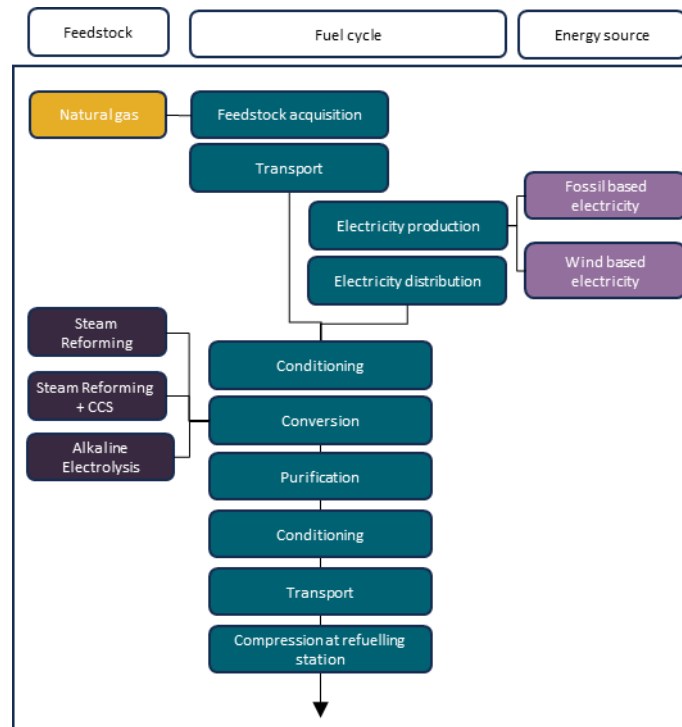 Feedstock
Fuel cycle
Energy source
Natural gas
Feedstock acquisition
Transport
Fossil based
electricity
Electricity production
Wind based
electricity
Electricity distribution
Steam
Reforming
Conditioning
Steam Reforming
+ CCS
Conversion
Alkaline
Electrolysis
Purification
Conditioning
Transport
Compression at refuelling
station